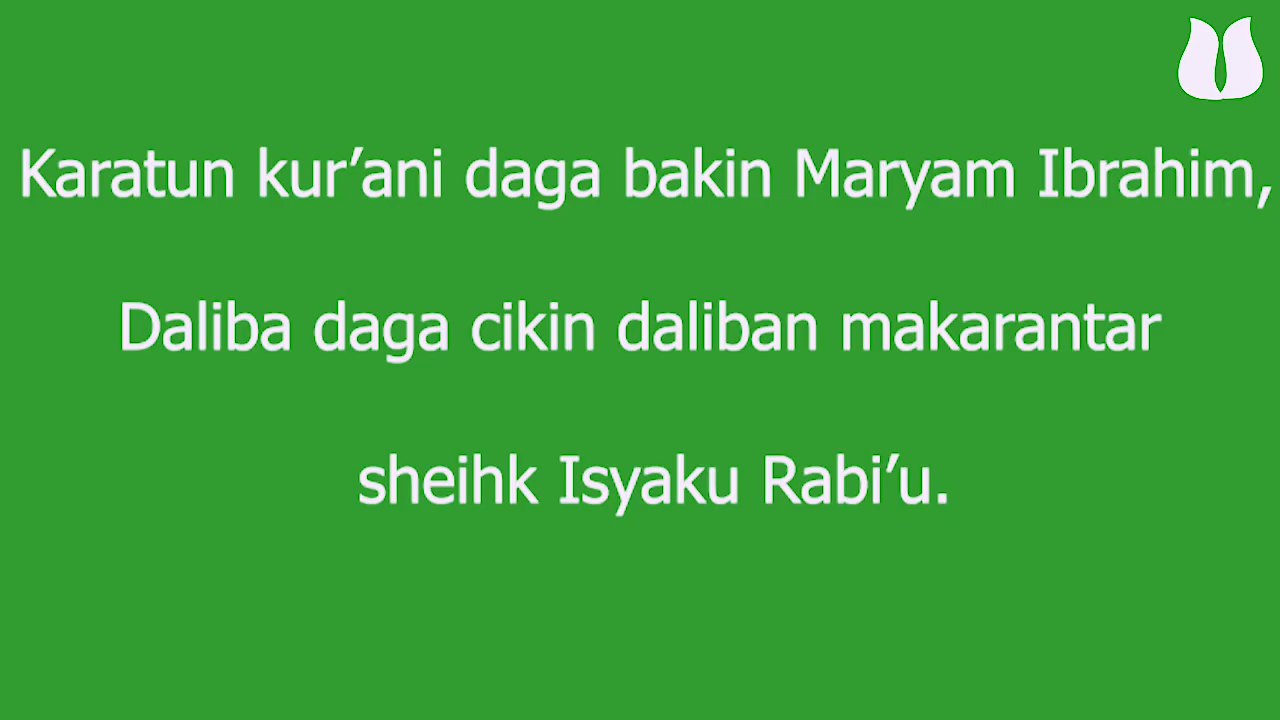 Karatun kur’ani daga bakin Maryam Ibrahim,
Daliba daga cikin daliban makarantar
sheihk Isyaku Rabi’u.